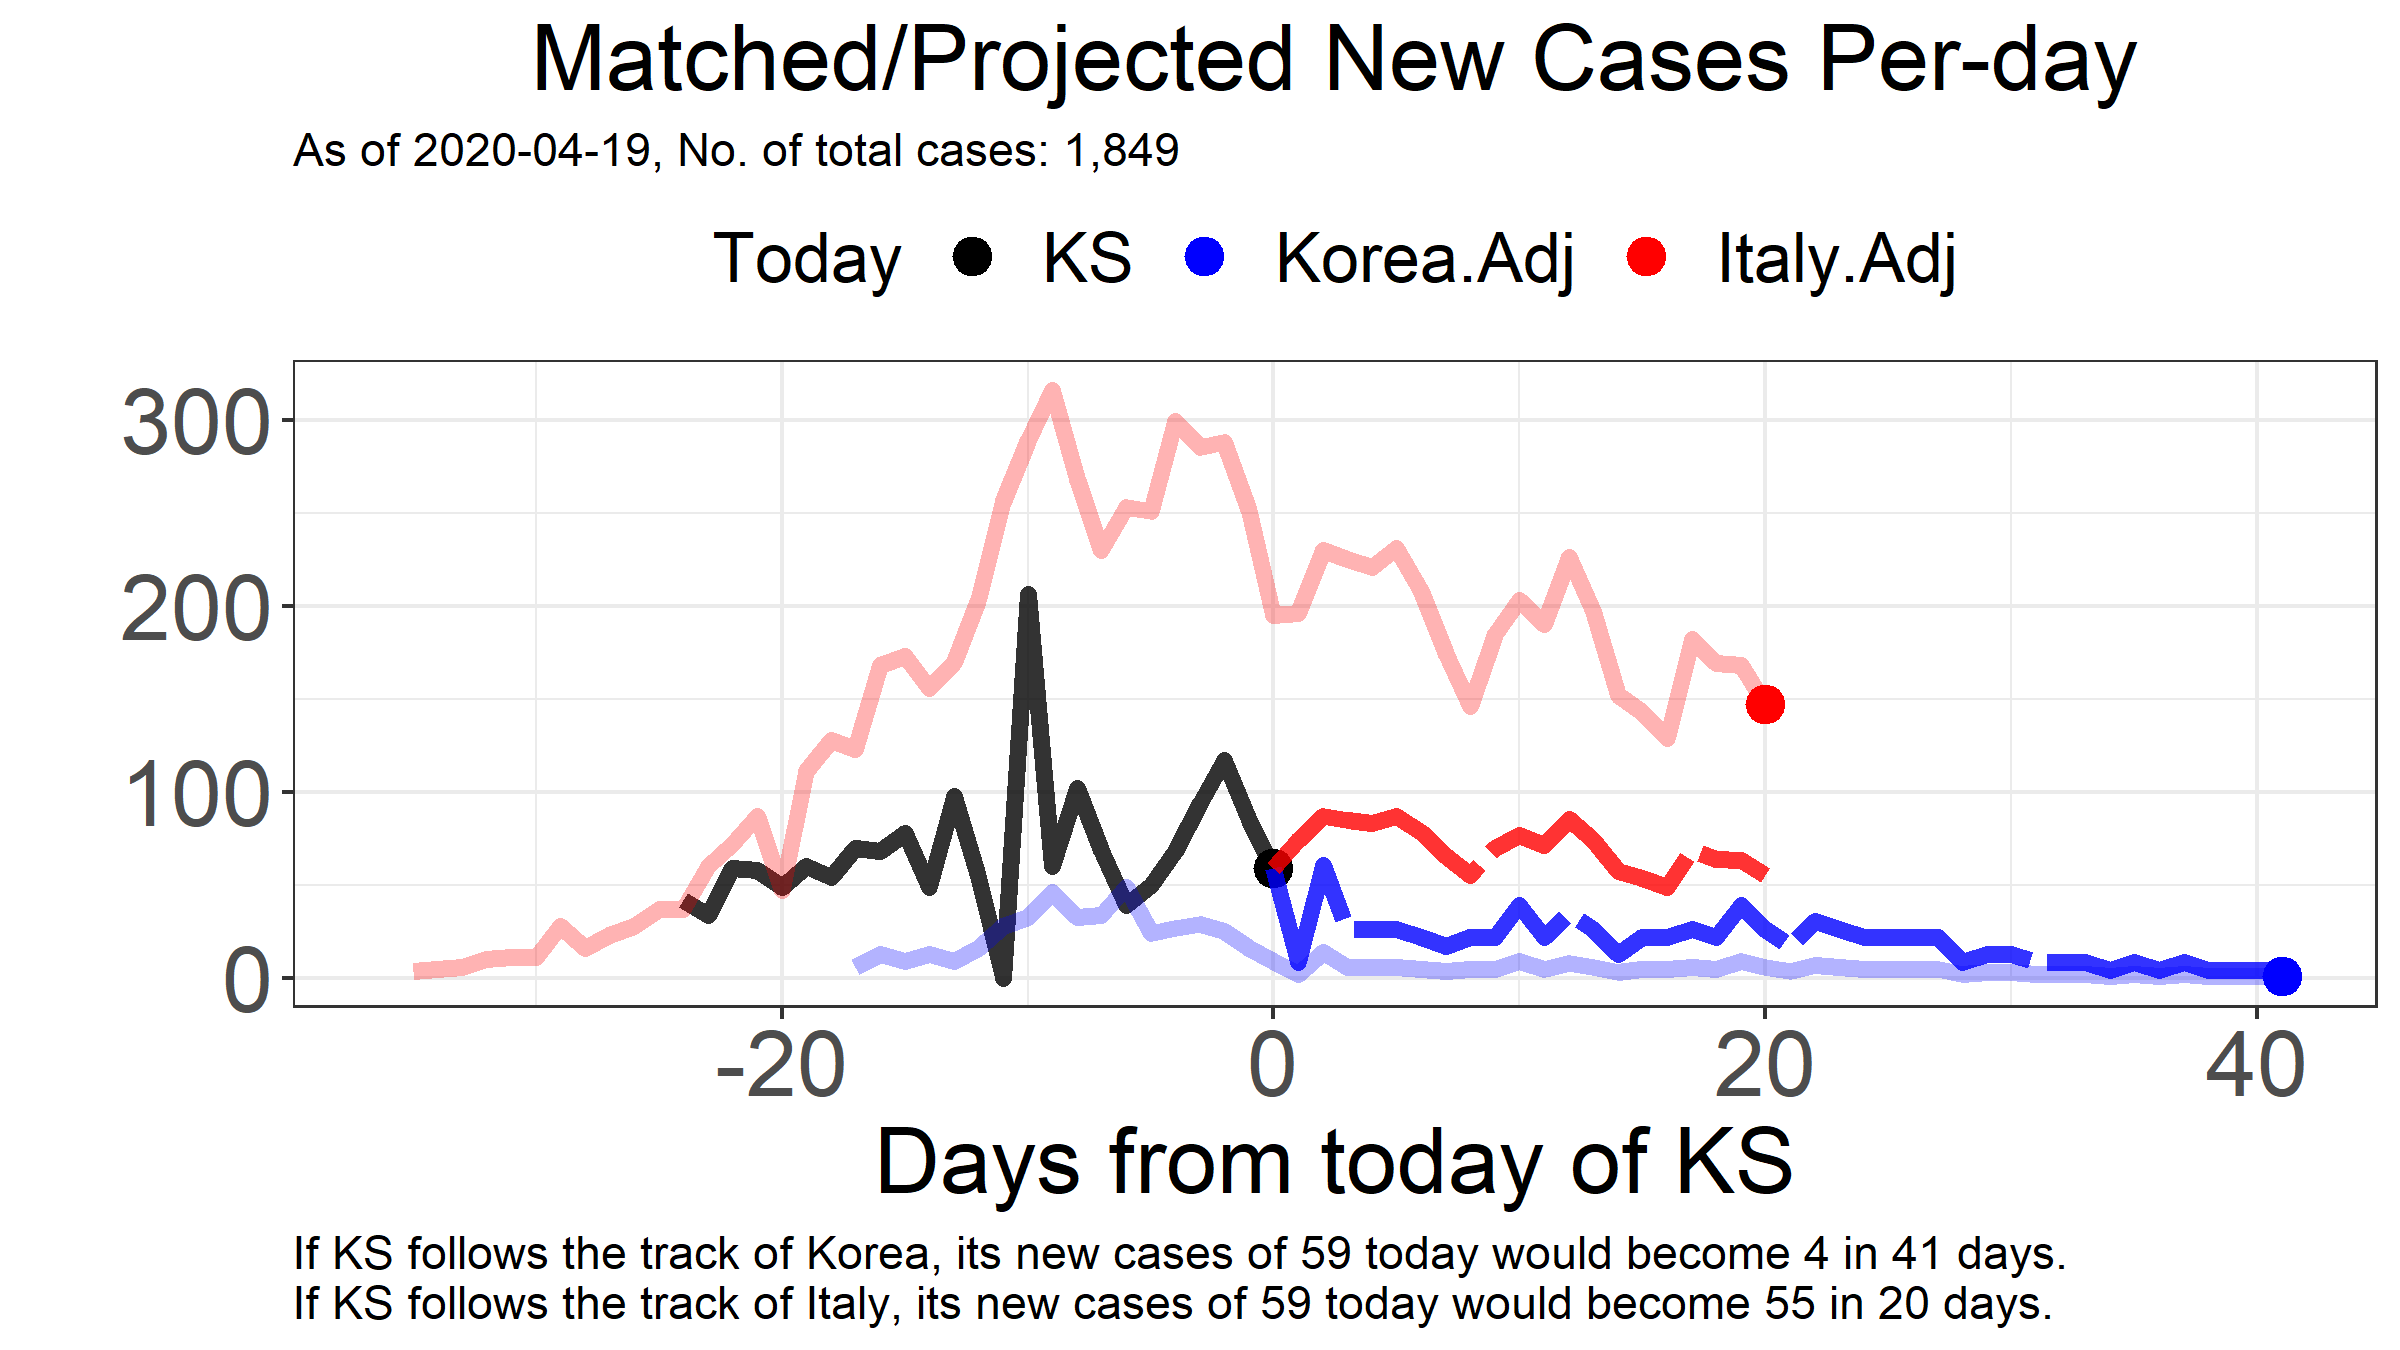 Matched/Projected New Cases Per-day
As of 2020-04-19, No. of total cases: 1,849
Today KS Korea.Adj Italy.Adj
300
200
100
0
-20 0 20 40
Days from today of KS
If KS follows the track of Korea, its new cases of 59 today would become 4 in 41 days.
If KS follows the track of Italy, its new cases of 59 today would become 55 in 20 days.